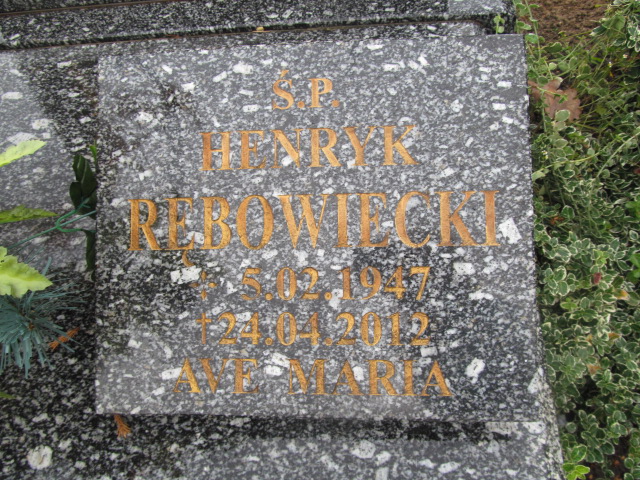 Ś.P.
HENRYK
RĘBOWIECKI
* 5.02.1947
†24.04.2012
AVE MARIA